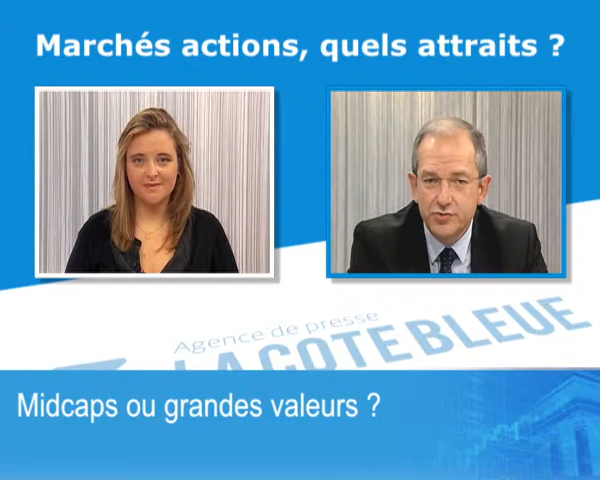 Marchés actions, quels attraits ?
Agence de presse
LA COTE BLEUE
Midcaps ou grandes valeurs ?